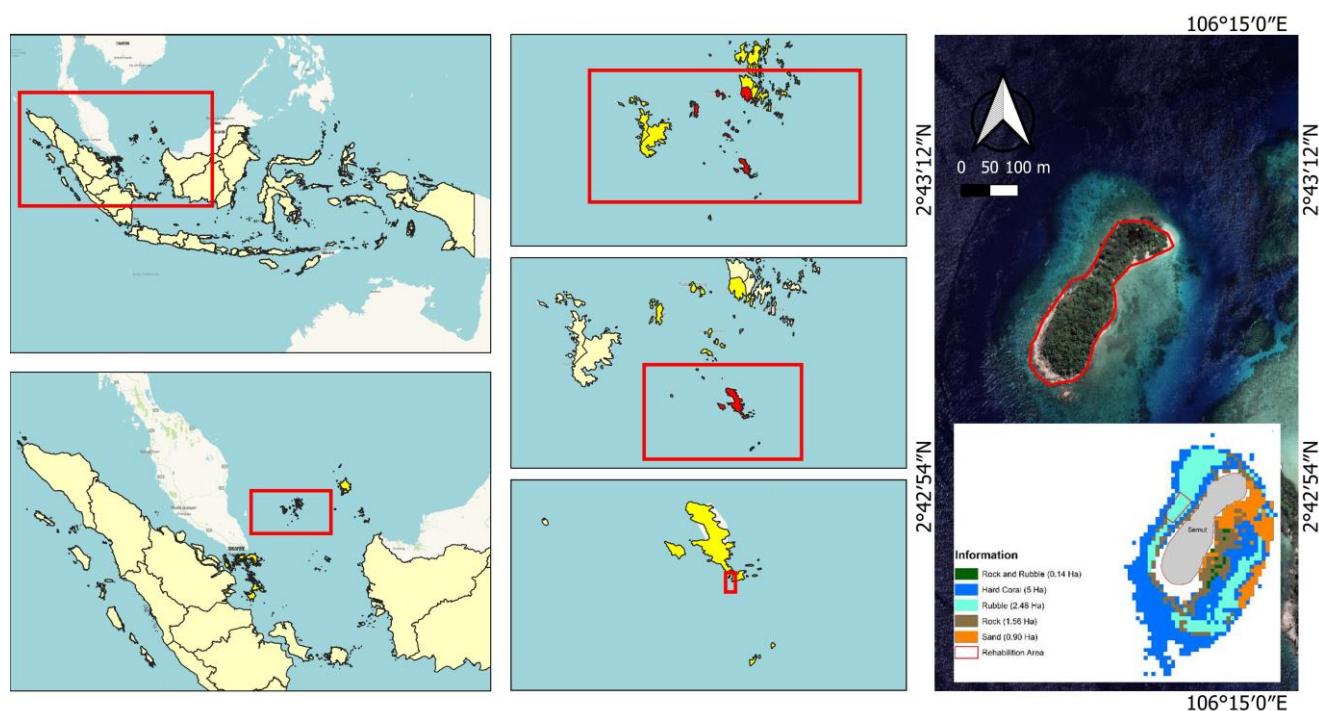 106°15′0″E
0 50 100 m
2°43′12″N
2°43′12″N
2°42′54″N
2°42′54″N
Semut
Information
Rock and Rubble (0.14 Ha)
Hard Coral (5 Ha)
Rubble (2.48 Ha)
Rock (1.56 Ha)
Sand (0.90 Ha)
Rehabilition Area
106°15′0″E